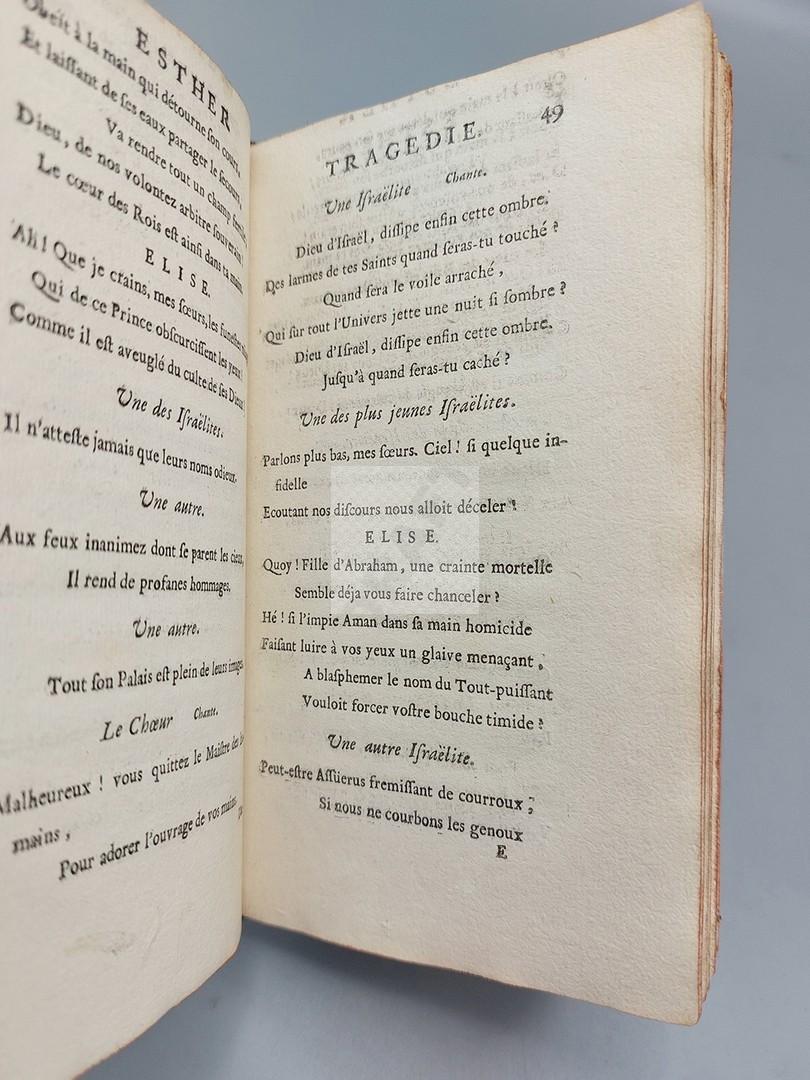 ESTHER
Obeït à la main qui détourne son cours,
Et laiſſant de ſes eaux partager le ſecours,
Va rendre tout un champ fertile;
Dieu, de nos volontez arbitre ſouverain!
Le cœur des Rois eſt ainſi dans ta main.
ELISE.
Ah! Que je crains, mes ſœurs, les funeſtes
Qui de ce Prince obſcurciſſent les yeux!
Comme il eſt aveuglé du culte de ſes Dieux!
Une des Iſraëlites.
Il n'atteſte jamais que leurs noms odieux.
Une autre.
Aux feux inanimez dont ſe parent les cieux,
Il rend de profanes hommages.
Une autre.
Tout ſon Palais eſt plein de leurs images.
Le Chœur Chante.
Malheureux! vous quittez le Maiſtre des
mains,
Pour adorer l'ouvrage de vos mains
TRAGEDIE. 49
Une Iſraëlite Chante.
Dieu d'Iſraël, diſſipe enfin cette ombre.
Des larmes de tes Saints quand ſeras-tu touché?
Quand ſera le voile arraché,
Qui ſur tout l'Univers jette une nuit ſi ſombre?
Dieu d'Iſraël, diſſipe enfin cette ombre.
Juſqu'à quand ſeras-tu caché?
Une des plus jeunes Iſraëlites.
Parlons plus bas, mes ſœurs. Ciel! ſi quelque in-
fidelle
Ecoutant nos diſcours nous alloit déceler!
ELISE.
Quoy! Fille d'Abraham, une crainte mortelle
Semble déja vous faire chanceler?
Hé! ſi l'impie Aman dans ſa main homicide
Faiſant luire à vos yeux un glaive menaçant,
A blaſphemer le nom du Tout-puiſſant
Vouloit forcer voſtre bouche timide?
Une autre Iſraëlite.
Peut-eſtre Aſſüerus fremiſſant de courroux,
Si nous ne courbons les genoux
E